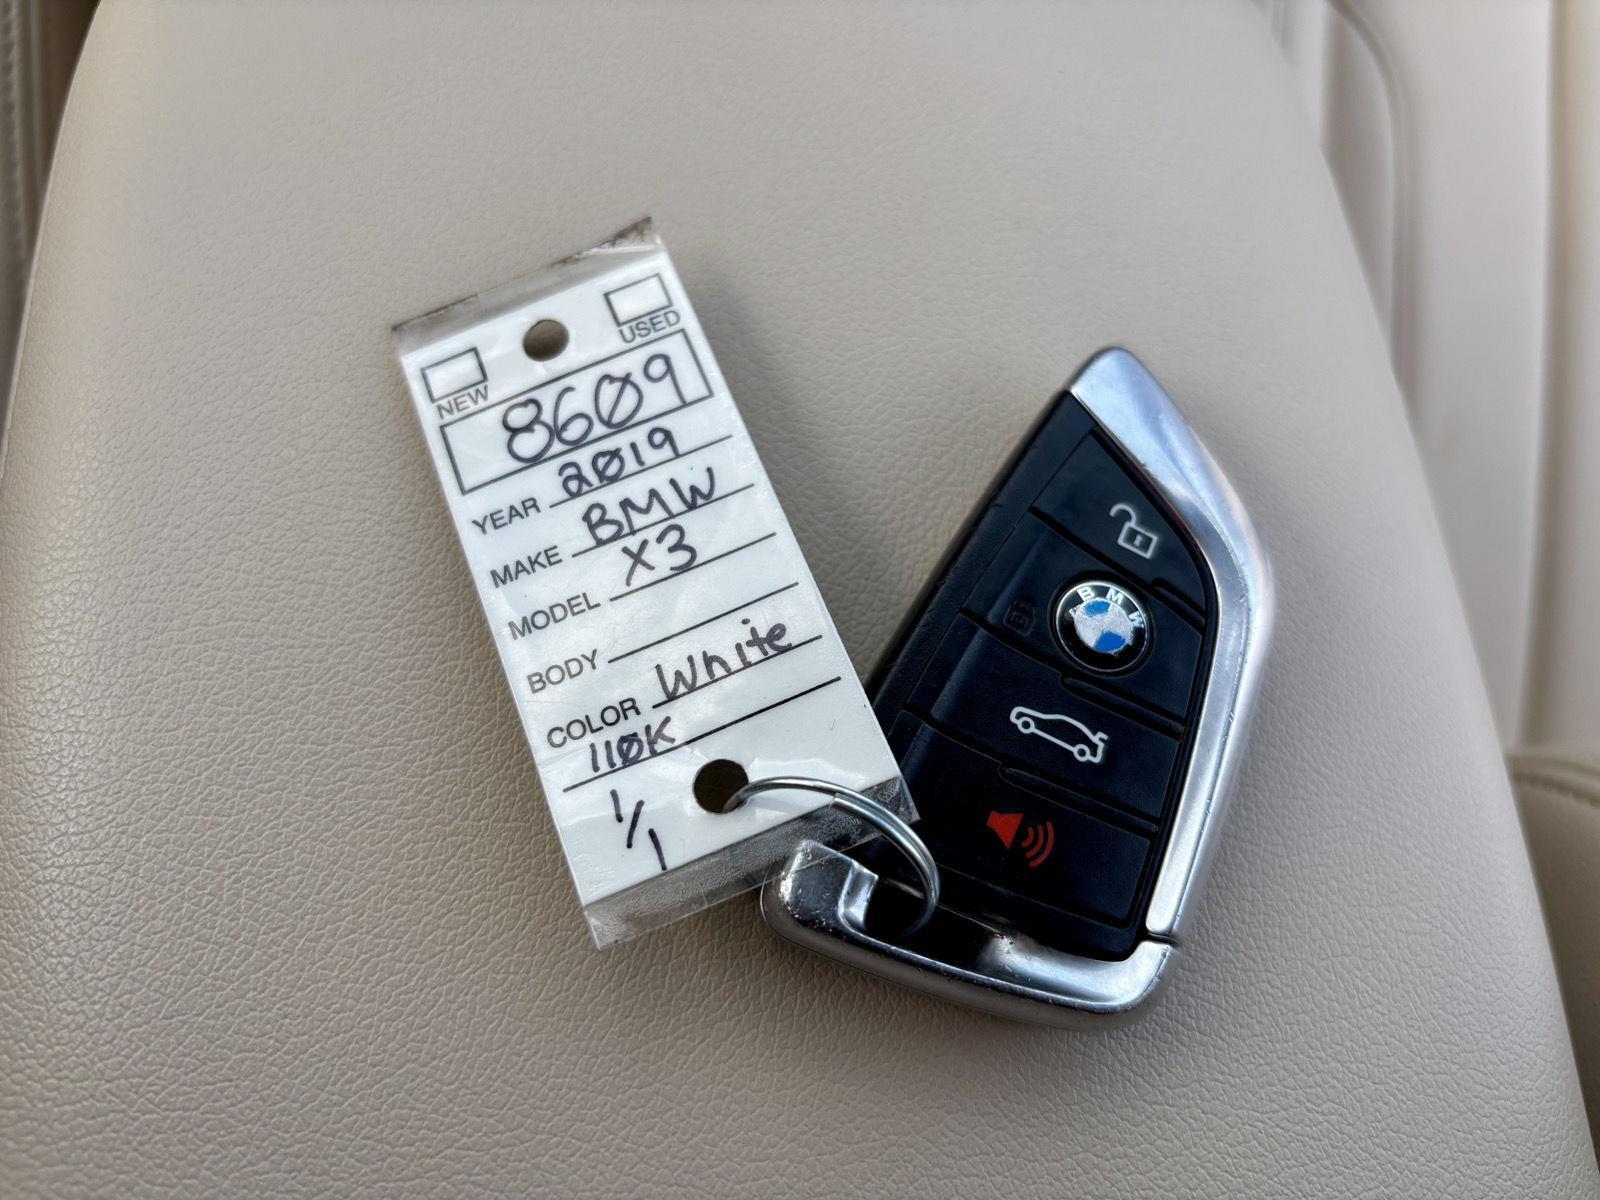 NEW USED
8609
YEAR 2019
MAKE BMW
MODEL X3
BODY
COLOR White
110K
1/1
BMW